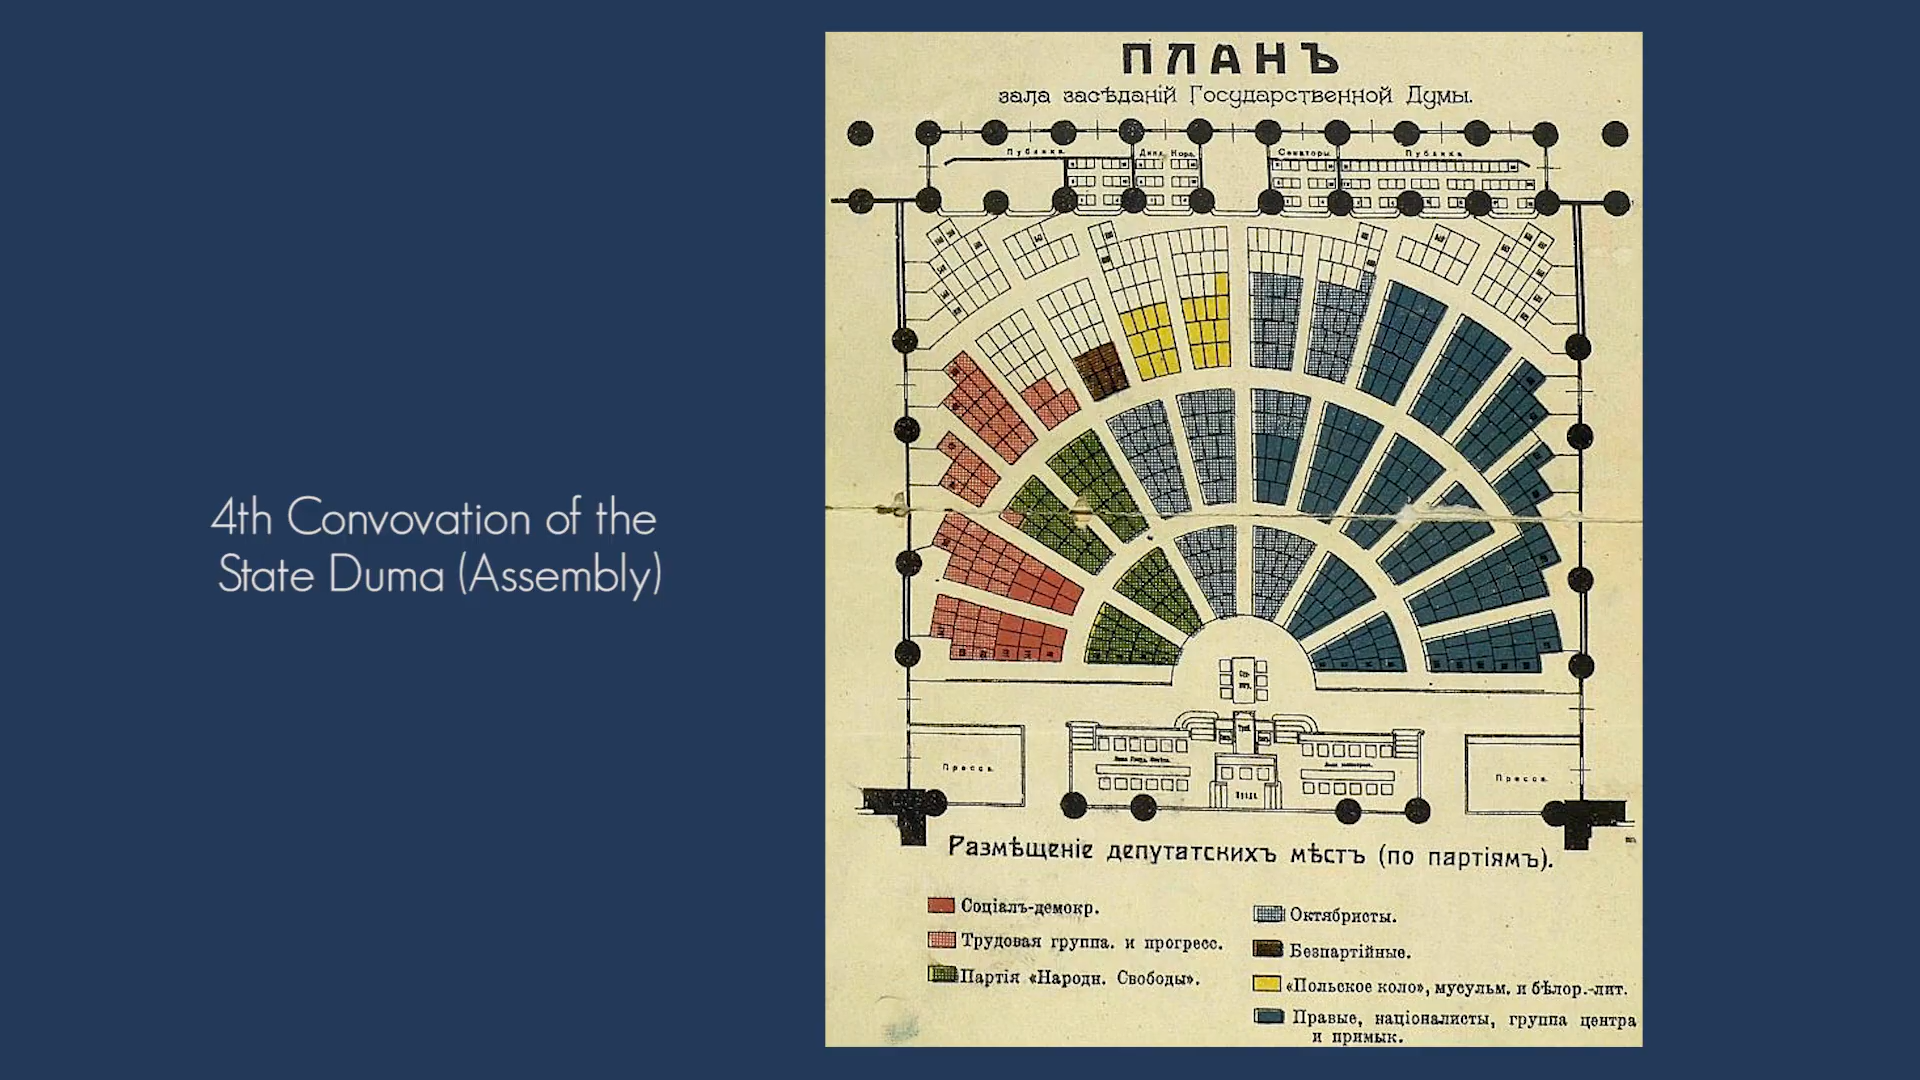 4th Convovation of the
State Duma (Assembly)
ПЛАНЪ
зала засѣданій Государственной Думы.
Публика.
Дипл. Корп.
Сенаторы.
Публика
Пресса.
Пресса.
Размѣщеніе депутатскихъ мѣстъ (по партіямъ).
Соціалъ-демокр.
Трудовая группа. и прогресс.
Партія «Народн. Свободы».
Октябристы.
Безпартійные.
«Польское коло», мусульм. и бѣлор.-лит.
Правые, націоналисты, группа центра
и примык.